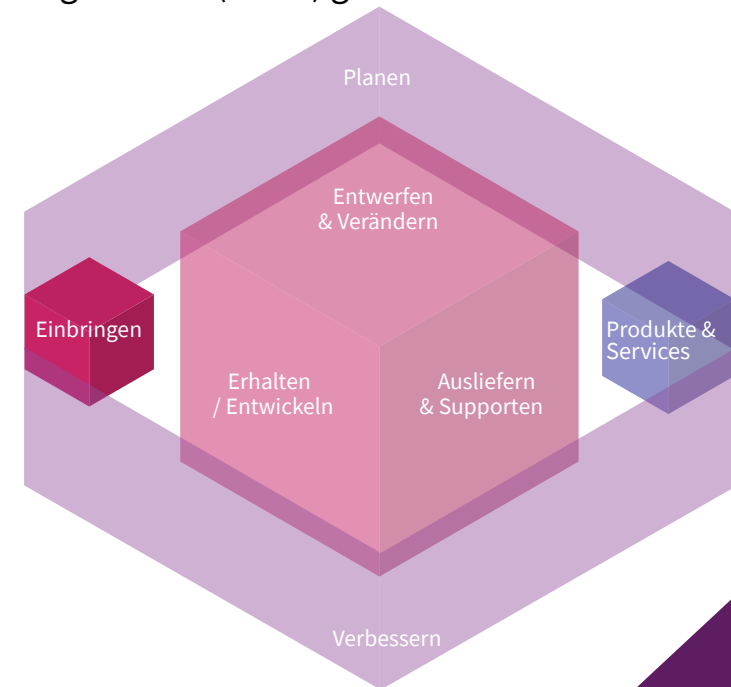 Planen
Entwerfen
& Verändern
Einbringen
Produkte &
Services
Erhalten
/ Entwickeln
Ausliefern
& Supporten
Verbessern